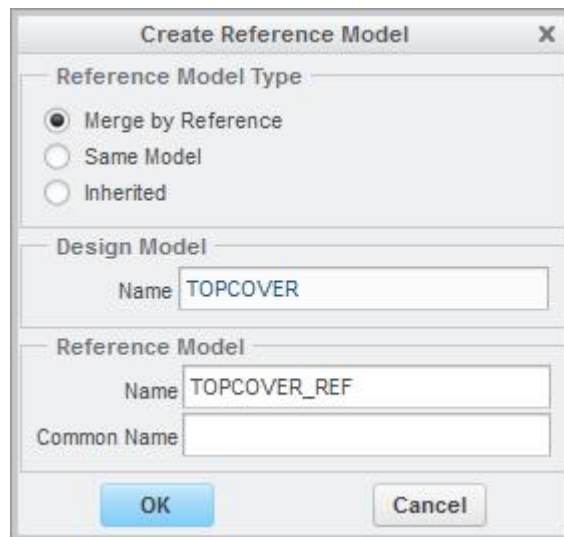 Create Reference Model X
Reference Model Type
Merge by Reference
Same Model
Inherited
Design Model
Name TOPCOVER
Reference Model
Name TOPCOVER_REF
Common Name
OK Cancel